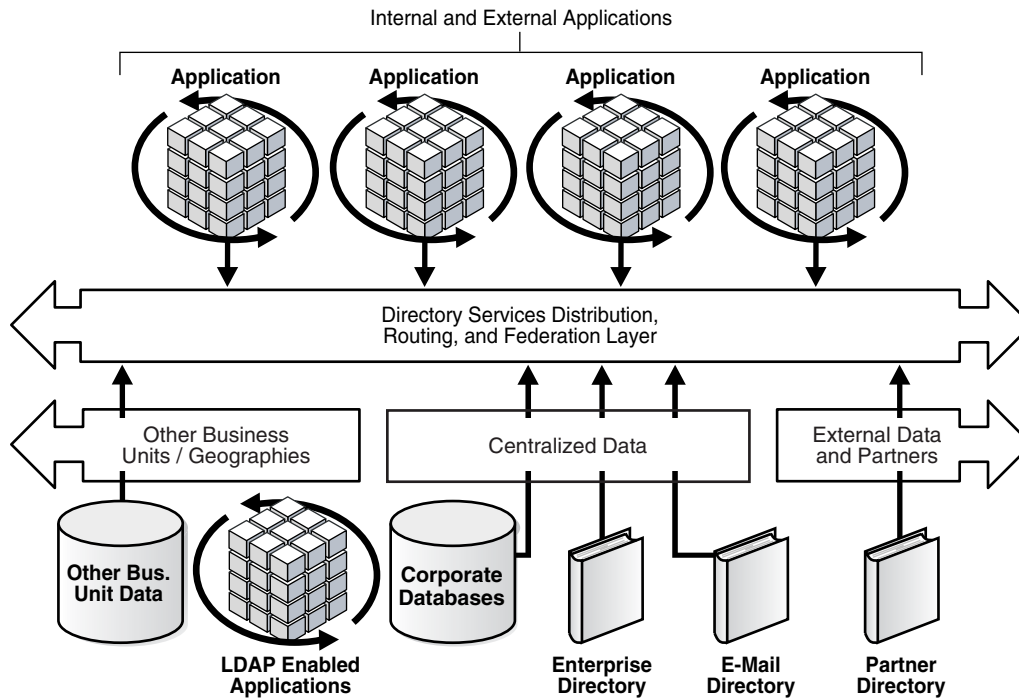 Internal and External Applications
Application
Application
Application
Application
Directory Services Distribution,
Routing, and Federation Layer
Other Business
Units / Geographies
Centralized Data
External Data
and Partners
Other Bus.
Unit Data
LDAP Enabled
Applications
Corporate
Databases
Enterprise
Directory
E-Mail
Directory
Partner
Directory